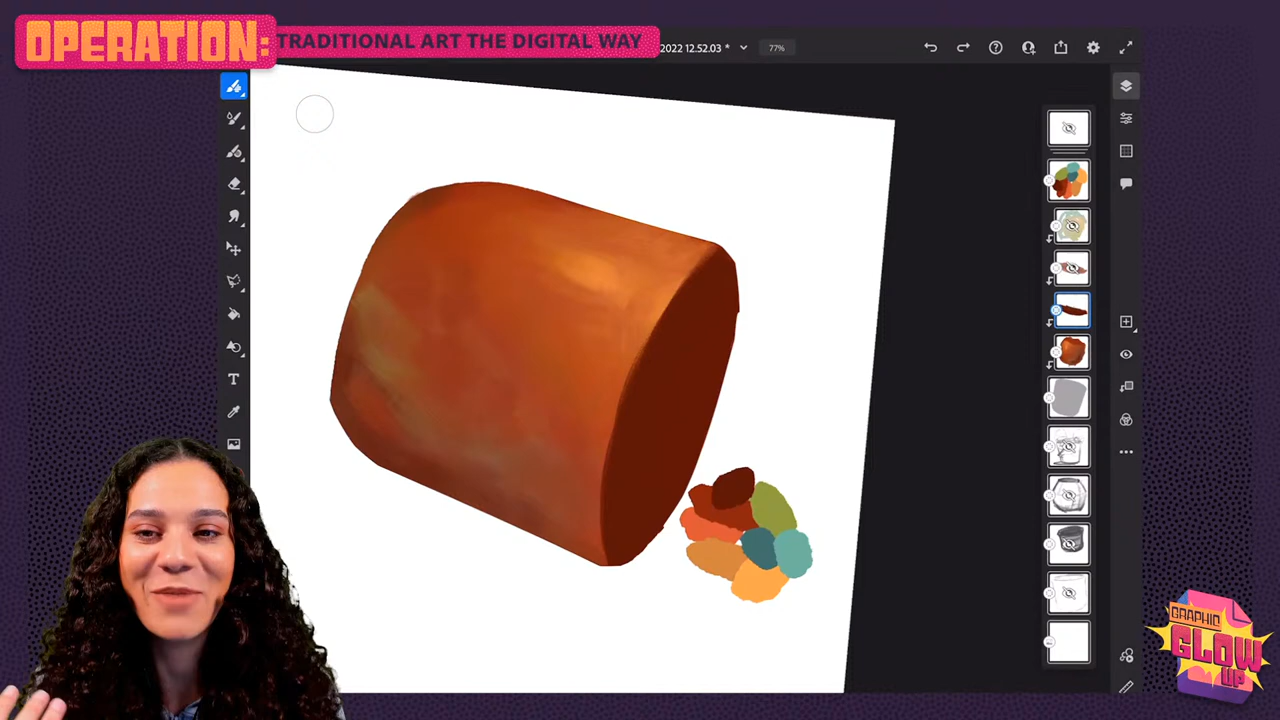 OPERATION:
TRADITIONAL ART THE DIGITAL WAY
2022 12.52.03 *
77%
T
GRAPHIC
GLOW
UP